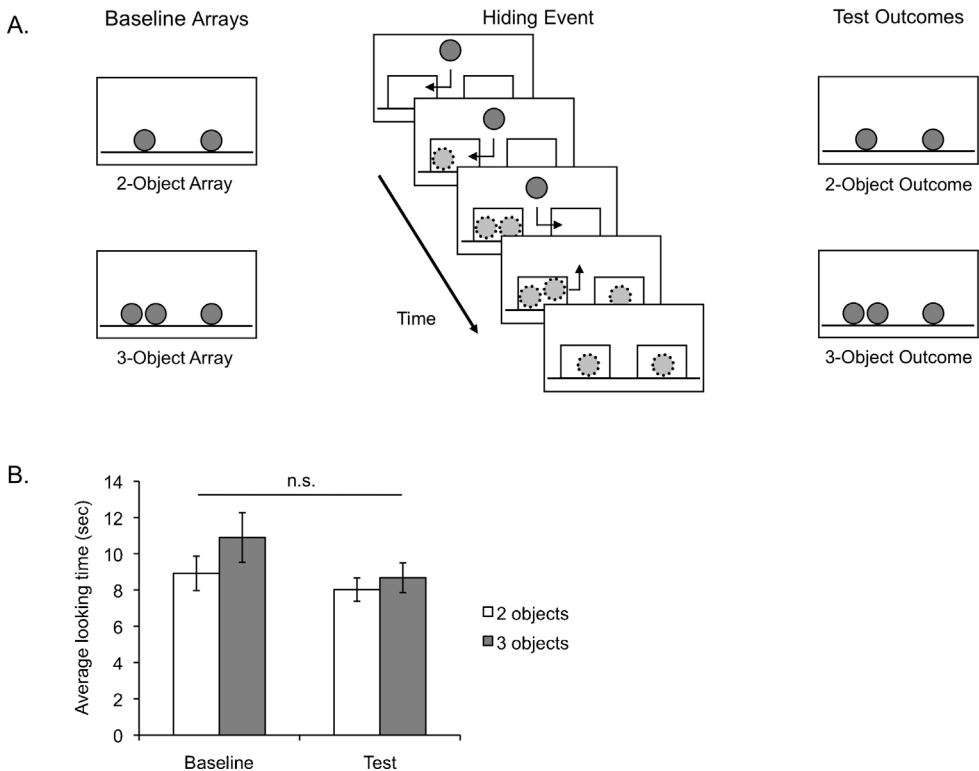 A.
Baseline Arrays
Hiding Event
Test Outcomes
2-Object Array
2-Object Outcome
3-Object Array
Time
3-Object Outcome
B.
Average looking time (sec)
14
12
10
8
6
4
2
0
n.s.
2 objects
3 objects
Baseline
Test